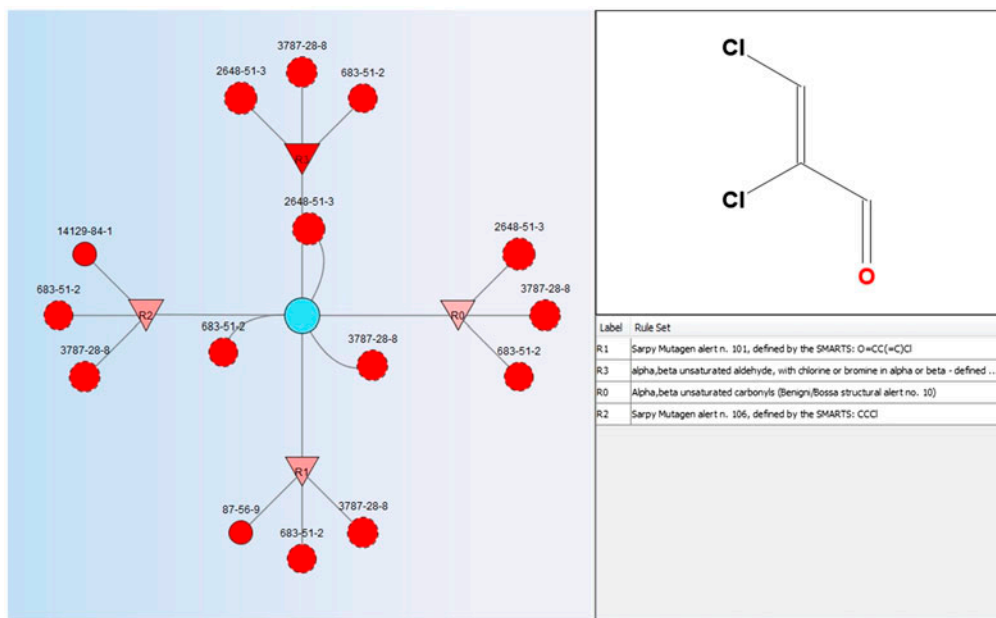 3787-28-8
2648-51-3
683-51-2
R3
2648-51-3
14129-84-1
683-51-2
R2
3787-28-8
683-51-2
3787-28-8
2648-51-3
R0
3787-28-8
683-51-2
R1
87-56-9
683-51-2
3787-28-8
Cl
Cl
O
Label Rule Set
R1 Sarpy Mutagen alert n. 101, defined by the SMARTS: O=CC(=C)Cl
R3 alpha,beta unsaturated aldehyde, with chlorine or bromine in alpha or beta - defined ...
R0 Alpha,beta unsaturated carbonyls (Benigni/Bossa structural alert no. 10)
R2 Sarpy Mutagen alert n. 106, defined by the SMARTS: CCCl